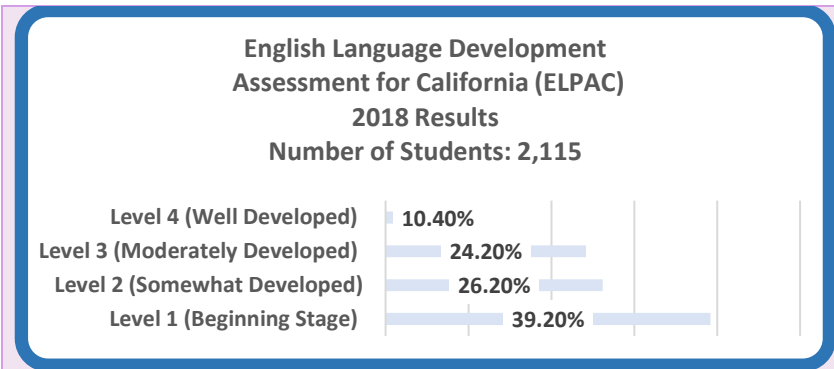 English Language Development
Assessment for California (ELPAC)
2018 Results
Number of Students: 2,115
Level 4 (Well Developed) 10.40%
Level 3 (Moderately Developed) 24.20%
Level 2 (Somewhat Developed) 26.20%
Level 1 (Beginning Stage) 39.20%